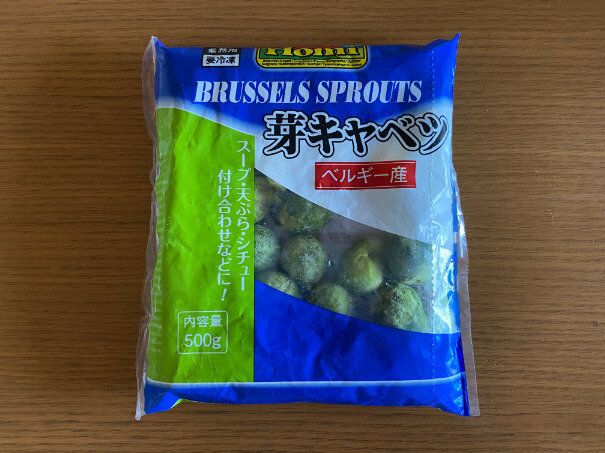 業務用
要冷凍
Homi
BRUSSELS SPROUTS
芽キャベツ
ベルギー産
スープ・天ぷら・シチュー
付け合わせなどに!
内容量
500g